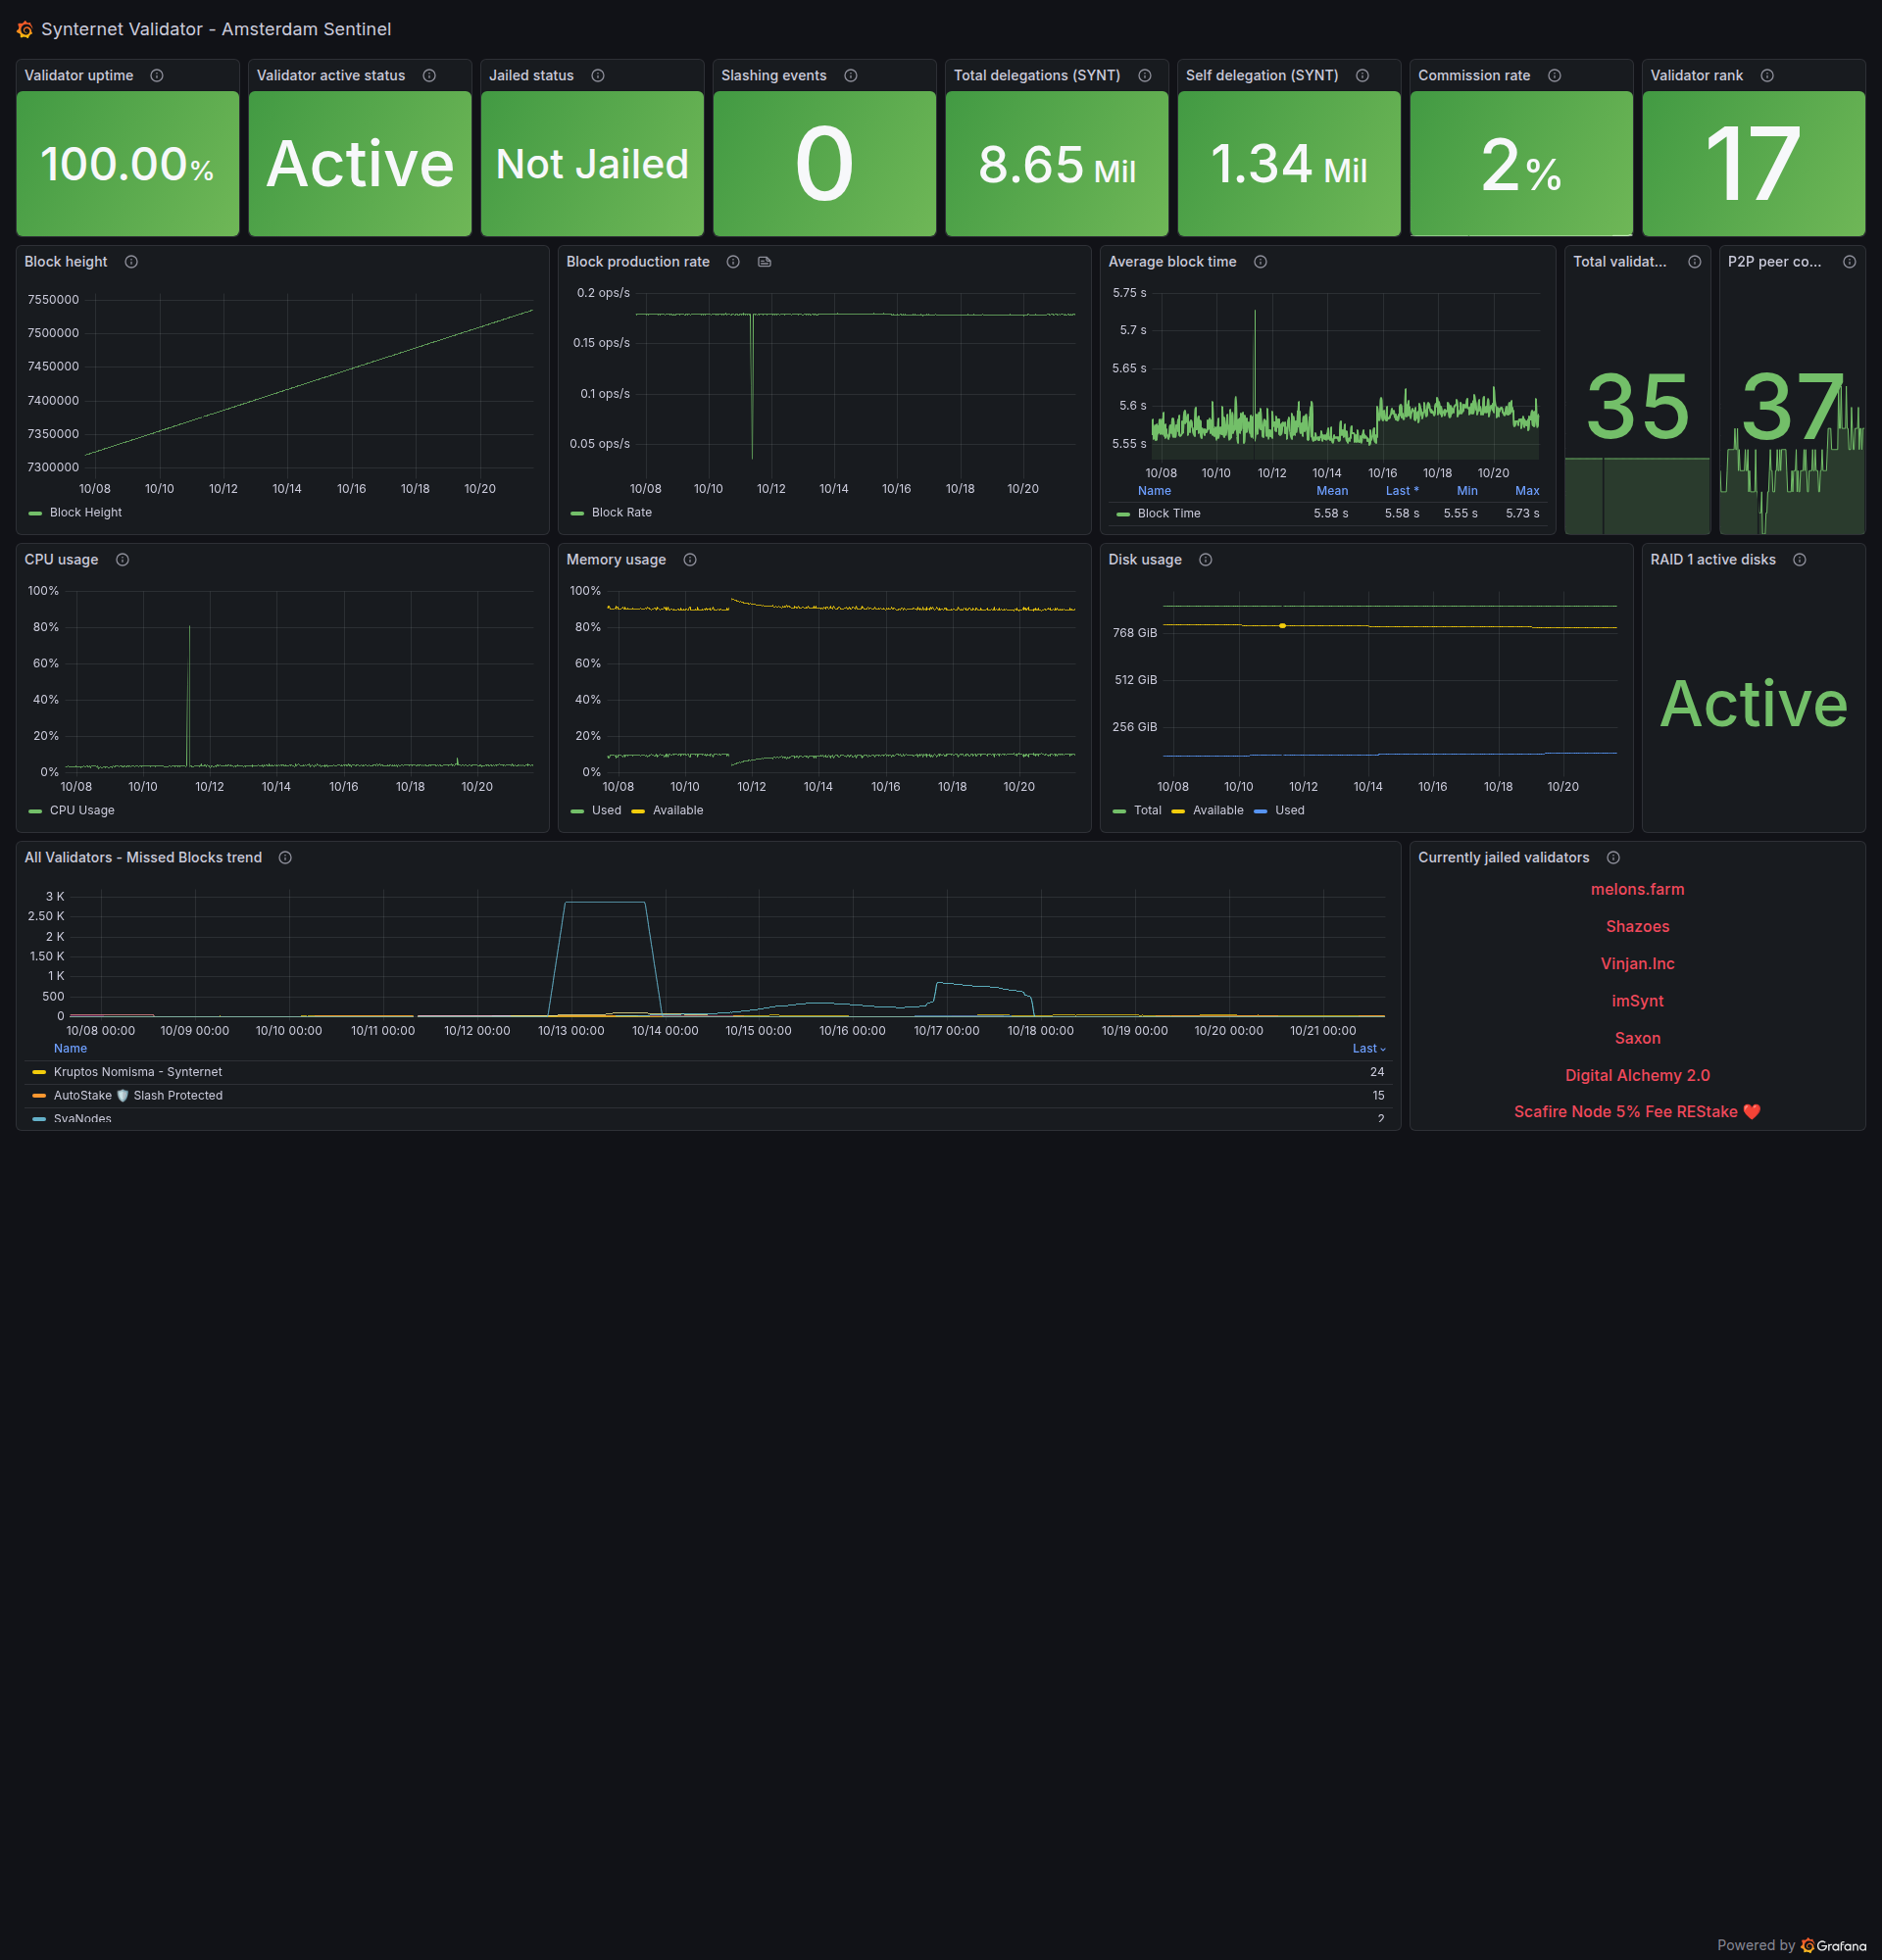 Synternet Validator - Amsterdam Sentinel
Validator uptime
100.00%
Validator active status
Active
Jailed status
Not Jailed
Slashing events
0
Total delegations (SYNT)
8.65 Mil
Self delegation (SYNT)
1.34 Mil
Commission rate
2%
Validator rank
17
Block height
7550000
7500000
7450000
7400000
7350000
7300000
10/08 10/10 10/12 10/14 10/16 10/18 10/20
Block Height
Block production rate
0.2 ops/s
0.15 ops/s
0.1 ops/s
0.05 ops/s
10/08 10/10 10/12 10/14 10/16 10/18 10/20
Block Rate
Average block time
5.75 s
5.7 s
5.65 s
5.6 s
5.55 s
10/08 10/10 10/12 10/14 10/16 10/18 10/20
Name Mean Last * Min Max
Block Time 5.58 s 5.58 s 5.55 s 5.73 s
Total validat...
35
P2P peer co...
37
CPU usage
100%
80%
60%
40%
20%
0%
10/08 10/10 10/12 10/14 10/16 10/18 10/20
CPU Usage
Memory usage
100%
80%
60%
40%
20%
0%
10/08 10/10 10/12 10/14 10/16 10/18 10/20
Used Available
Disk usage
768 GiB
512 GiB
256 GiB
10/08 10/10 10/12 10/14 10/16 10/18 10/20
Total Available Used
RAID 1 active disks
Active
All Validators - Missed Blocks trend
3 K
2.50 K
2 K
1.50 K
1 K
500
0
10/08 00:00 10/09 00:00 10/10 00:00 10/11 00:00 10/12 00:00 10/13 00:00 10/14 00:00 10/15 00:00 10/16 00:00 10/17 00:00 10/18 00:00 10/19 00:00 10/20 00:00 10/21 00:00
Name Last
Kruptos Nomisma - Synternet 24
AutoStake 🛡️ Slash Protected 15
SvaNodes 2
Currently jailed validators
melons.farm
Shazoes
Vinjan.Inc
imSynt
Saxon
Digital Alchemy 2.0
Scafire Node 5% Fee REStake ❤️
Powered by Grafana